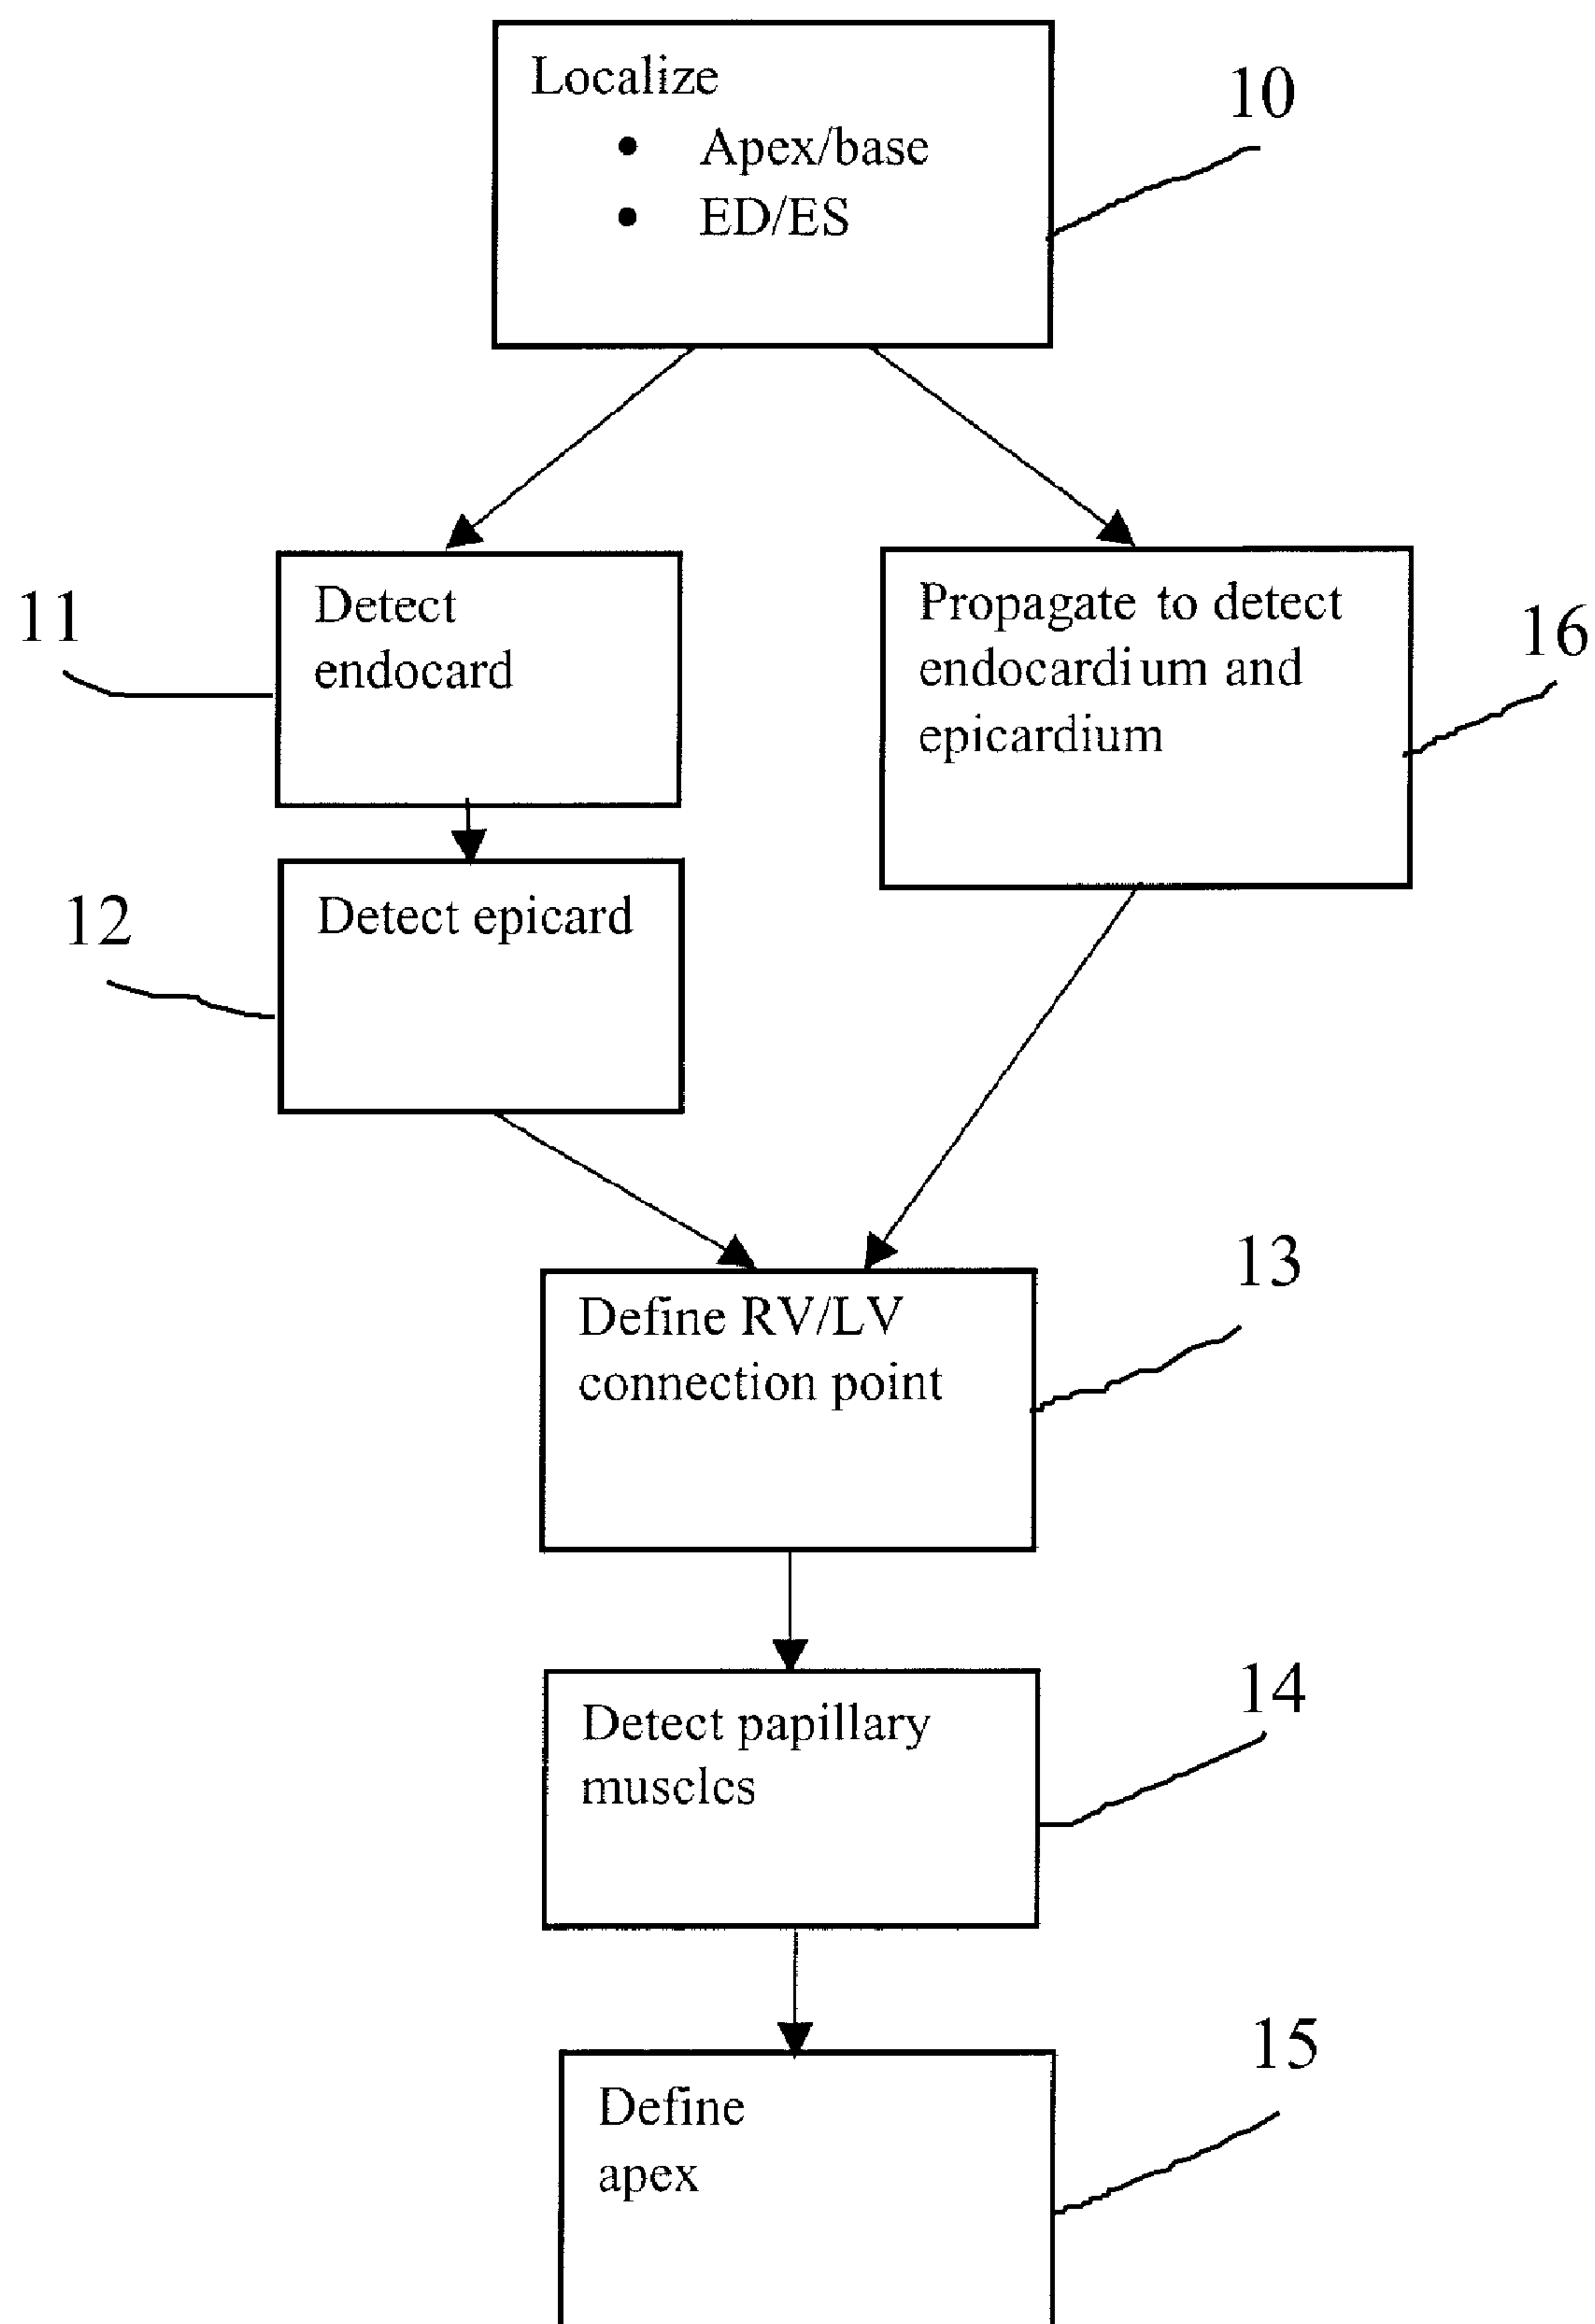 Localize
• Apex/base
• ED/ES
10
Detect
endocard
11
Propagate to detect
endocardium and
epicardium
16
Detect epicard
12
Define RV/LV
connection point
13
Detect papillary
muscles
14
Define
apex
15